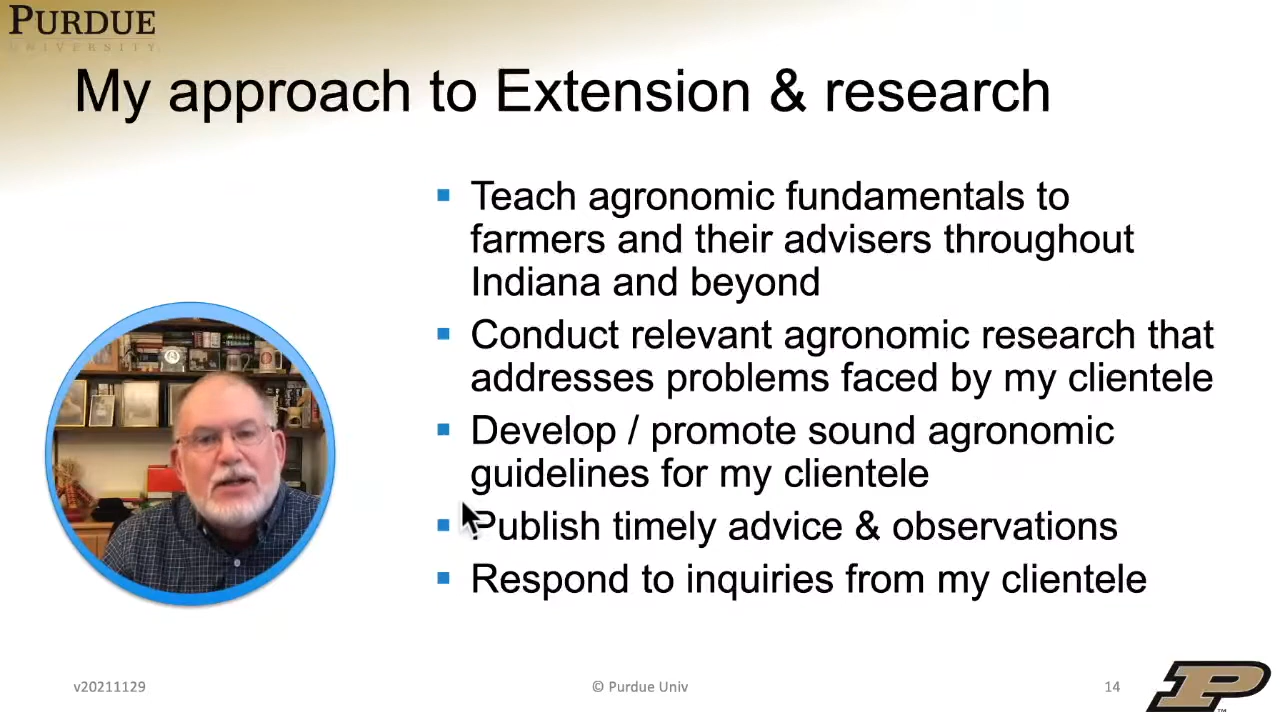 PURDUE
UNIVERSITY
My approach to Extension & research
Teach agronomic fundamentals to
farmers and their advisers throughout
Indiana and beyond
Conduct relevant agronomic research that
addresses problems faced by my clientele
Develop / promote sound agronomic
guidelines for my clientele
Publish timely advice & observations
Respond to inquiries from my clientele
v20211129
© Purdue Univ
14
P
TM